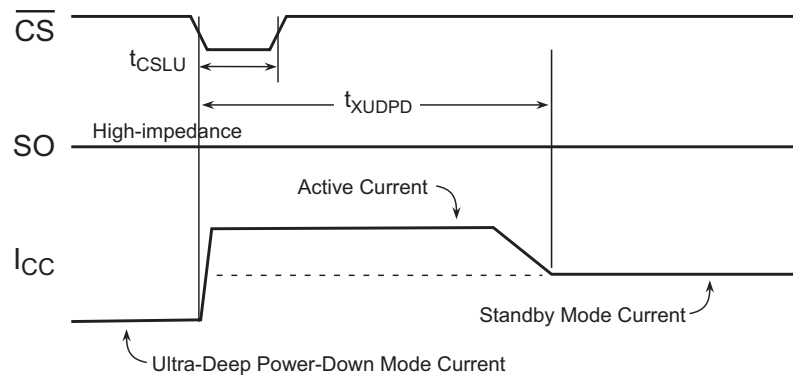 CS
tCSLU
tXUDPD
High-impedance
SO
Active Current
ICC
Standby Mode Current
Ultra-Deep Power-Down Mode Current